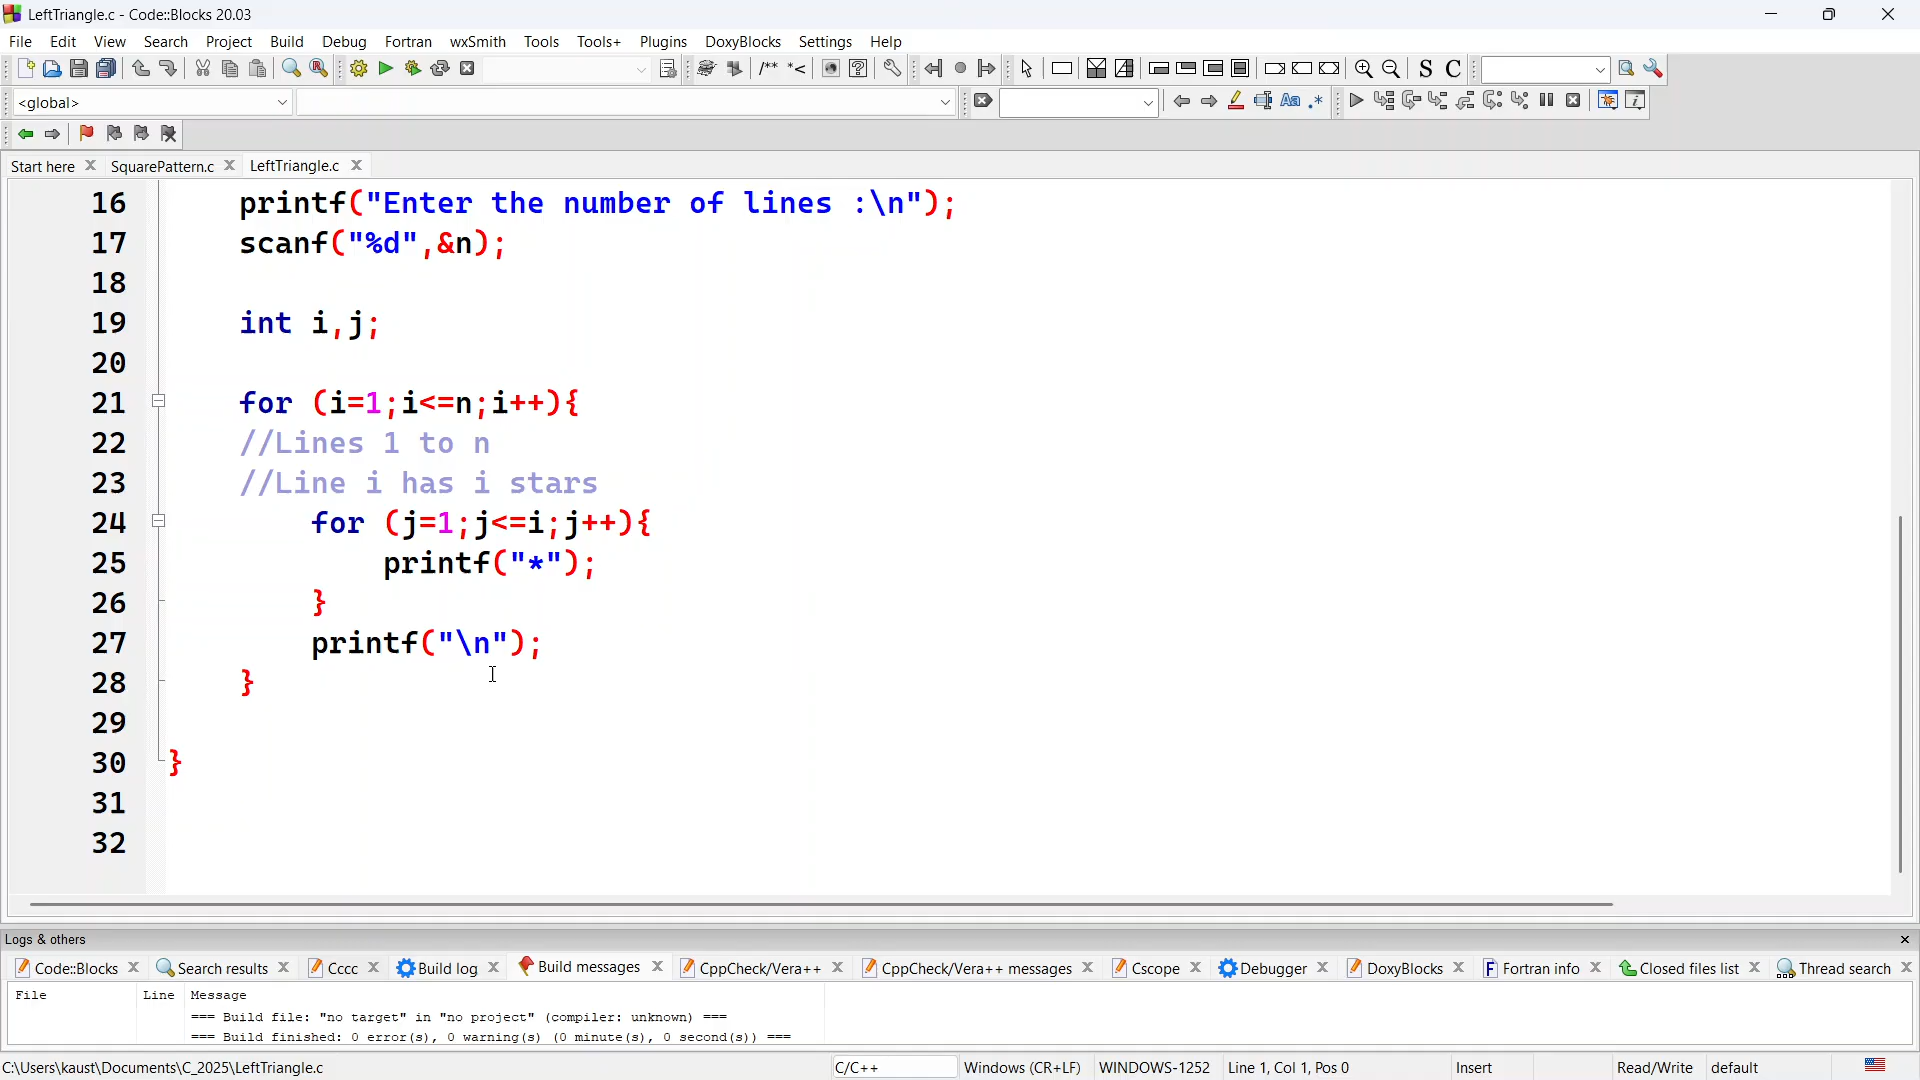 LeftTriangle.c - Code::Blocks 20.03
File Edit View Search Project Build Debug Fortran wxSmith Tools Tools+ Plugins DoxyBlocks Settings Help
/** *< S C
<global> Aa .*
Start here SquarePattern.c LeftTriangle.c
16 printf("Enter the number of lines :\n");
17 scanf("%d",&n);
18
19 int i,j;
20
21 for (i=1;i<=n;i++){
22 //Lines 1 to n
23 //Line i has i stars
24 for (j=1;j<=i;j++){
25 printf("*");
26 }
27 printf("\n");
28 }
29
30 }
31
32
Logs & others
Code::Blocks Search results Cccc Build log Build messages CppCheck/Vera++ CppCheck/Vera++ messages Cscope Debugger DoxyBlocks Fortran info Closed files list Thread search
File Line Message
=== Build file: "no target" in "no project" (compiler: unknown) ===
=== Build finished: 0 error(s), 0 warning(s) (0 minute(s), 0 second(s)) ===
C:\Users\kaust\Documents\C_2025\LeftTriangle.c C/C++ Windows (CR+LF) WINDOWS-1252 Line 1, Col 1, Pos 0 Insert Read/Write default